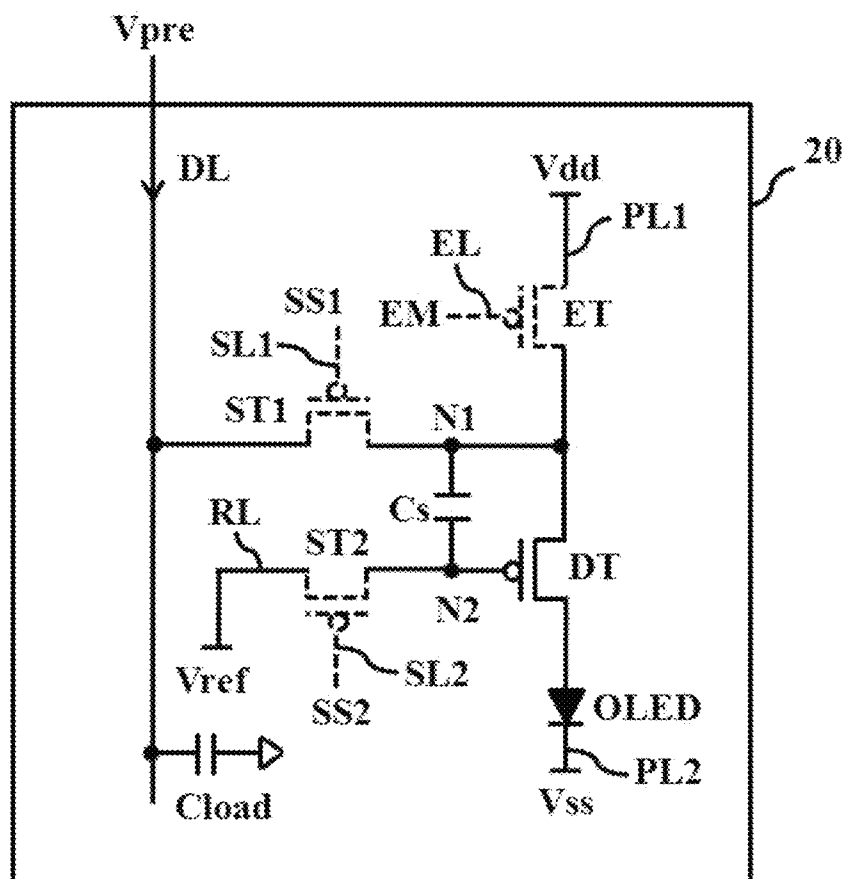 Vpre
20
DL
Vdd
PL1
EL
SS1
EM
ET
SL1
ST1
N1
Cs
RL
ST2
DT
N2
Vref
SL2
SS2
OLED
PL2
Cload
Vss